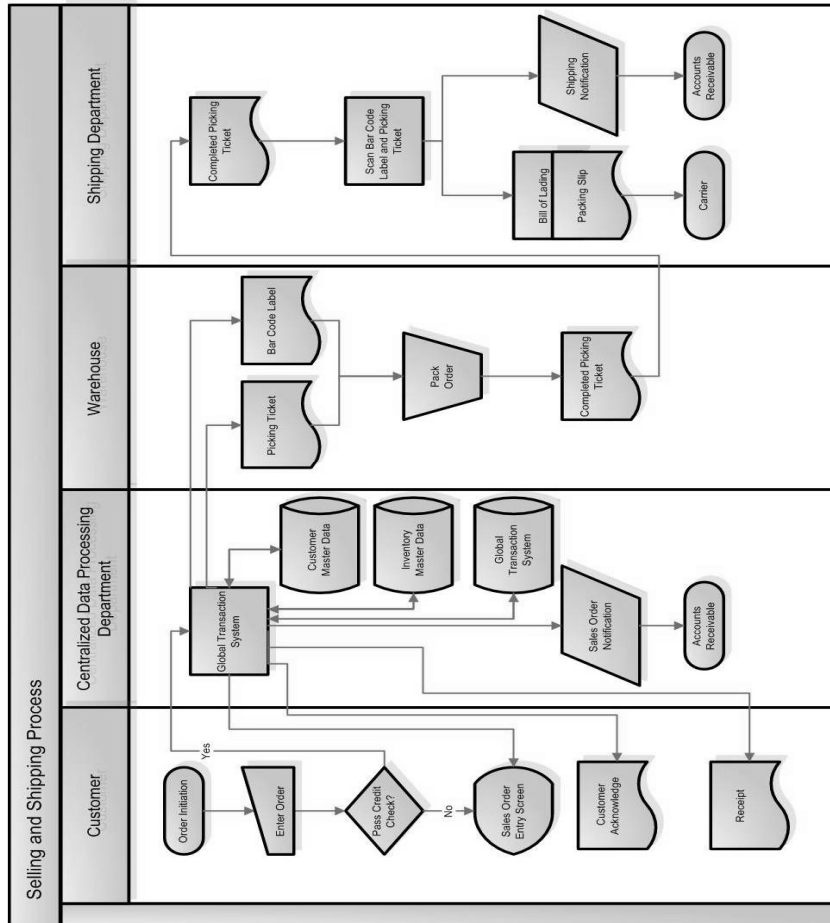 Selling and Shipping Process
Customer
Order Initiation
Enter Order
Pass Credit
Check?
Yes
No
Sales Order
Entry Screen
Customer
Acknowledge
Receipt
Centralized Data Processing
Department
Global Transaction
System
Customer
Master Data
Inventory
Master Data
Global
Transaction
System
Sales Order
Notification
Accounts
Receivable
Warehouse
Picking Ticket
Bar Code Label
Pack
Order
Completed Picking
Ticket
Shipping Department
Completed Picking
Ticket
Scan Bar Code
Label and Picking
Ticket
Bill of Lading
Packing Slip
Carrier
Shipping
Notification
Accounts
Receivable